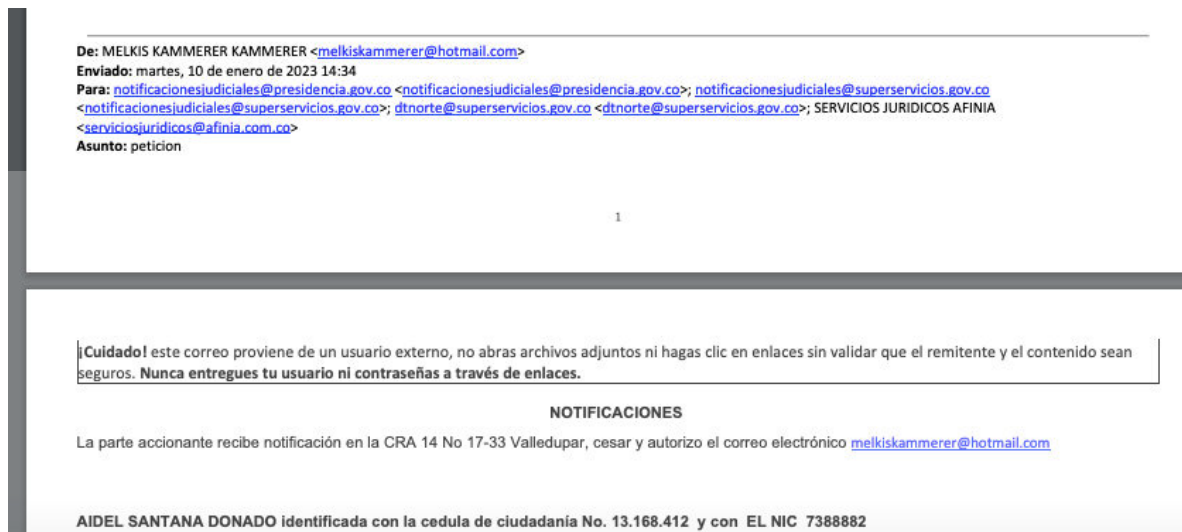 De: MELKIS KAMMERER KAMMERER <melkiskammerer@hotmail.com>
Enviado: martes, 10 de enero de 2023 14:34
Para: notificacionesjudiciales@presidencia.gov.co <notificacionesjudiciales@presidencia.gov.co>; notificacionesjudiciales@superservicios.gov.co
<notificacionesjudiciales@superservicios.gov.co>; dtnorte@superservicios.gov.co <dtnorte@superservicios.gov.co>; SERVICIOS JURIDICOS AFINIA
<serviciosjuridicos@afinia.com.co>
Asunto: peticion
1
¡Cuidado! este correo proviene de un usuario externo, no abras archivos adjuntos ni hagas clic en enlaces sin validar que el remitente y el contenido sean
seguros. Nunca entregues tu usuario ni contraseñas a través de enlaces.
NOTIFICACIONES
La parte accionante recibe notificación en la CRA 14 No 17-33 Valledupar, cesar y autorizo el correo electrónico melkiskammerer@hotmail.com
AIDEL SANTANA DONADO identificada con la cedula de ciudadanía No. 13.168.412 y con EL NIC 7388882